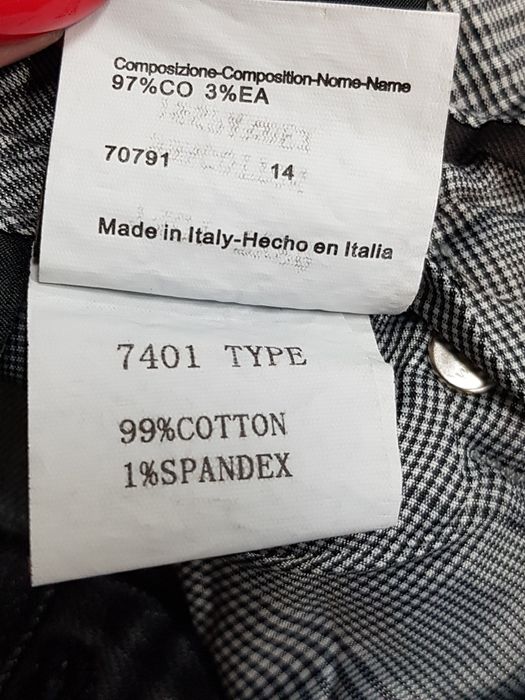 Composizione-Composition-Nome-Name
97%CO 3%EA
70791 14
Made in Italy-Hecho en Italia
7401 TYPE
99%COTTON
1%SPANDEX